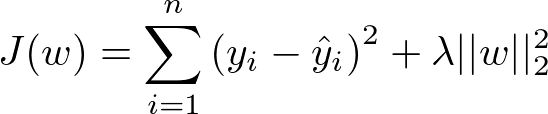 J(w) = \sum_{i=1}^{n} (y_i - \hat{y}_i)^2 + \lambda ||w||_2^2